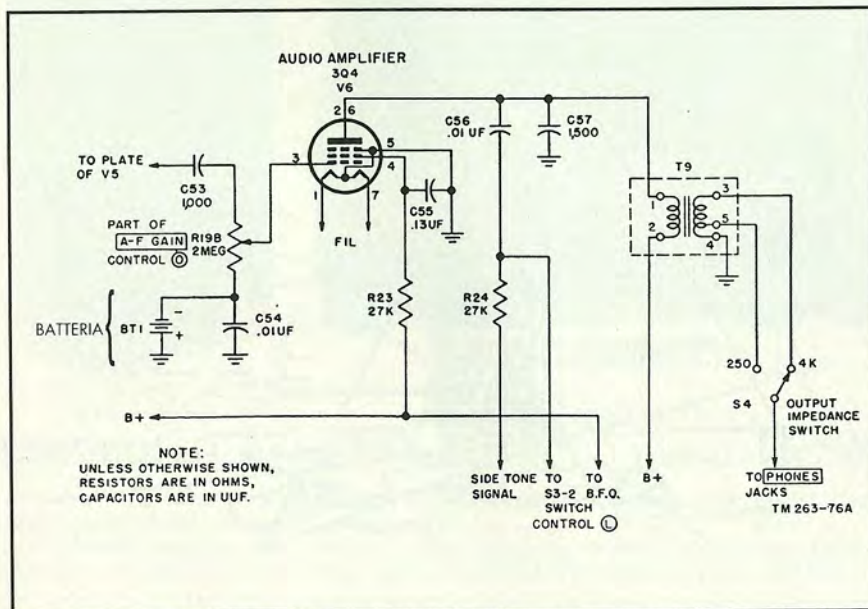 AUDIO AMPLIFIER
3Q4
V6
2 6
5
4
3
1
7
TO PLATE
OF V5
C53
1,000
C55
.13UF
FIL
C56
.01 UF
C57
1,500
T9
1
2
3
5
4
PART OF
A-F GAIN
CONTROL O
R19B
2MEG
BATTERIA
BT1
-
+
C54
.01UF
R23
27K
R24
27K
250
4K
S4
OUTPUT
IMPEDANCE
SWITCH
B+
NOTE:
UNLESS OTHERWISE SHOWN,
RESISTORS ARE IN OHMS,
CAPACITORS ARE IN UUF.
SIDE TONE
SIGNAL
TO
S3-2
SWITCH
CONTROL L
TO
B.F.O.
B+
TO PHONES
JACKS
TM 263-76A